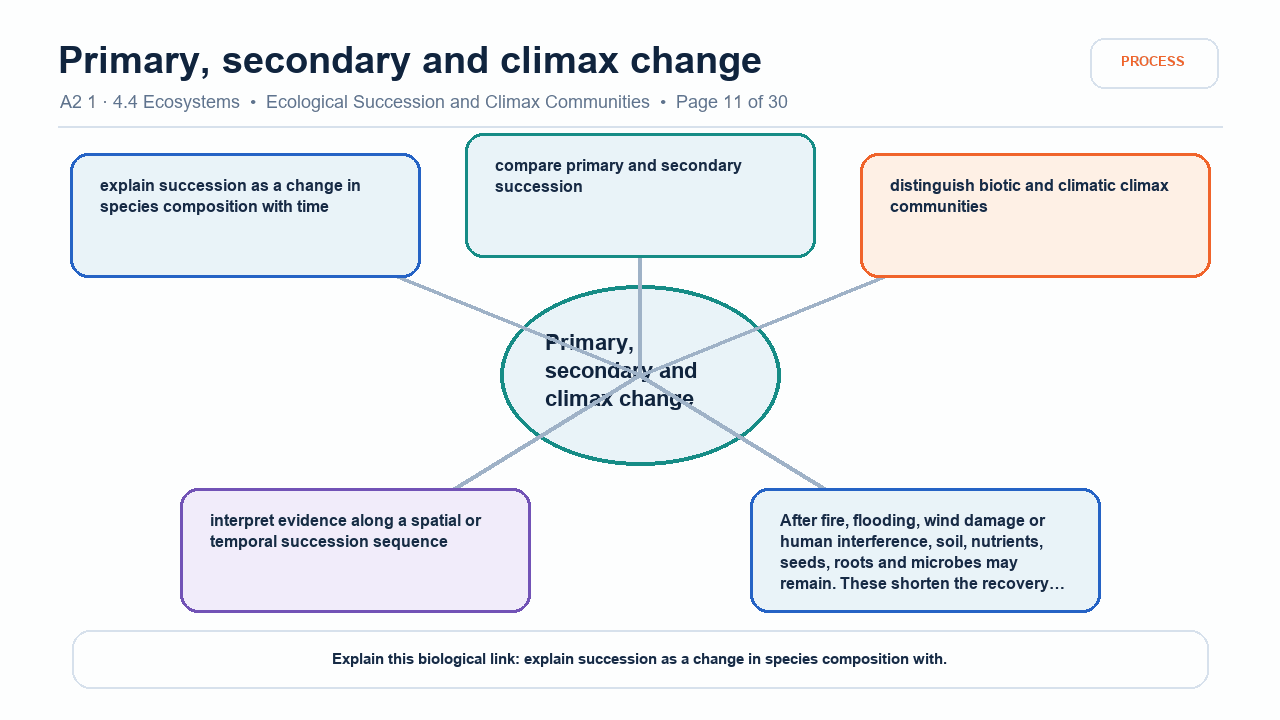 Primary, secondary and climax change
PROCESS
A2 1 · 4.4 Ecosystems • Ecological Succession and Climax Communities • Page 11 of 30
explain succession as a change in
species composition with time
compare primary and secondary
succession
distinguish biotic and climatic climax
communities
Primary,
secondary and
climax change
interpret evidence along a spatial or
temporal succession sequence
After fire, flooding, wind damage or
human interference, soil, nutrients,
seeds, roots and microbes may
remain. These shorten the recovery…
Explain this biological link: explain succession as a change in species composition with.